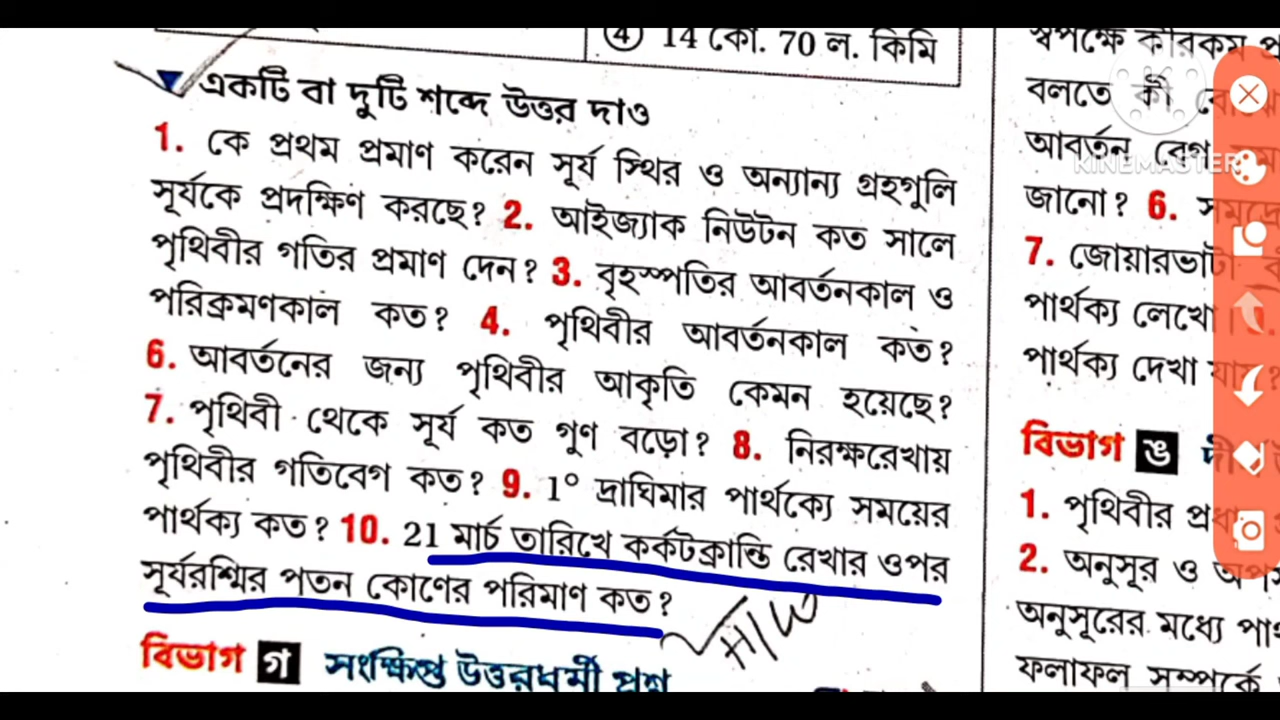 ④ 14 কো. 70 ল. কিমি
একটি বা দুটি শব্দে উত্তর দাও
1. কে প্রথম প্রমাণ করেন সূর্য স্থির ও অন্যান্য গ্রহগুলি
সূর্যকে প্রদক্ষিণ করছে? 2. আইজ্যাক নিউটন কত সালে
পৃথিবীর গতির প্রমাণ দেন? 3. বৃহস্পতির আবর্তনকাল ও
পরিক্রমণকাল কত? 4. পৃথিবীর আবর্তনকাল কত?
6. আবর্তনের জন্য পৃথিবীর আকৃতি কেমন হয়েছে?
7. পৃথিবী থেকে সূর্য কত গুণ বড়ো? 8. নিরক্ষরেখায়
পৃথিবীর গতিবেগ কত? 9. 1° দ্রাঘিমার পার্থক্যে সময়ের
পার্থক্য কত? 10. 21 মার্চ তারিখে কর্কটক্রান্তি রেখার ওপর
সূর্যরশ্মির পতন কোণের পরিমাণ কত?
H/W
বিভাগ গ সংক্ষিপ্ত উত্তরধর্মী প্রশ্ন
স্বপক্ষে কীরকম
বলতে কী
আবর্তন বেগ
জানো? 6.
7. জোয়ারভাটা
পার্থক্য লেখো।
পার্থক্য দেখা
বিভাগ ঙ
1. পৃথিবীর
2. অনুসূর ও
অনুসূরের মধ্যে
ফলাফল সম্পর্কে
KINEMASTER